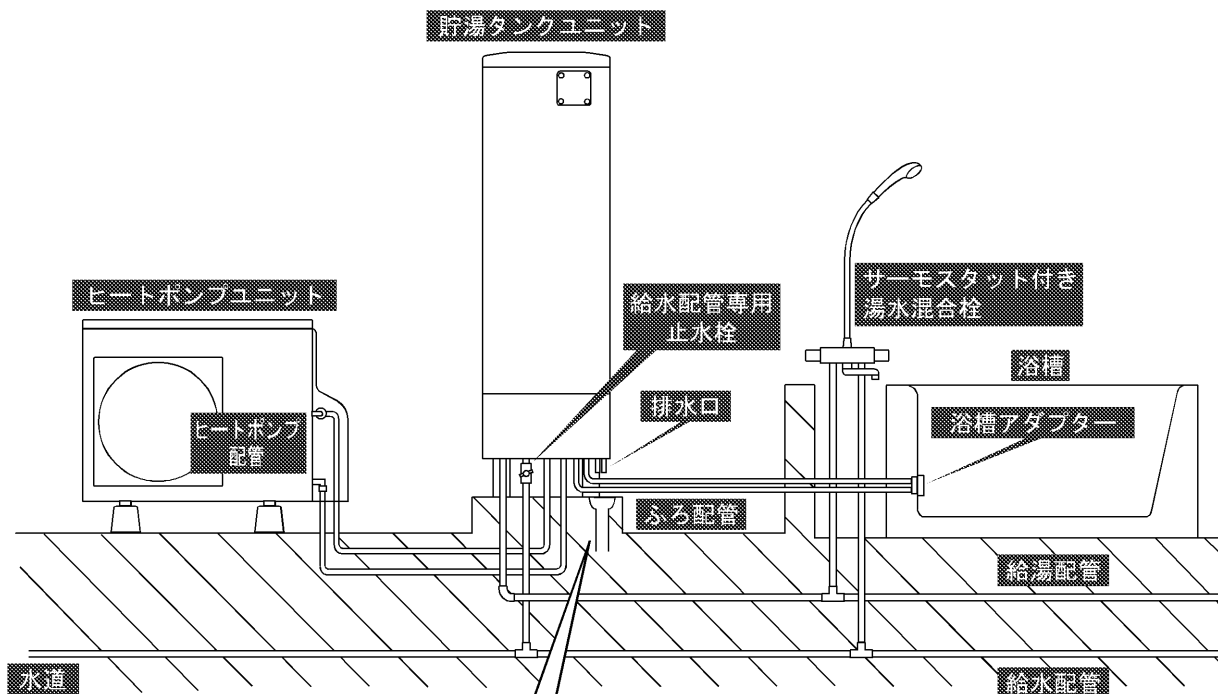 貯湯タンクユニット
ヒートポンプユニット
給水配管専用
止水栓
サーモスタット付き
湯水混合栓
浴槽
排水口
浴槽アダプター
ヒートポンプ
配管
ふろ配管
給湯配管
水道
給水配管